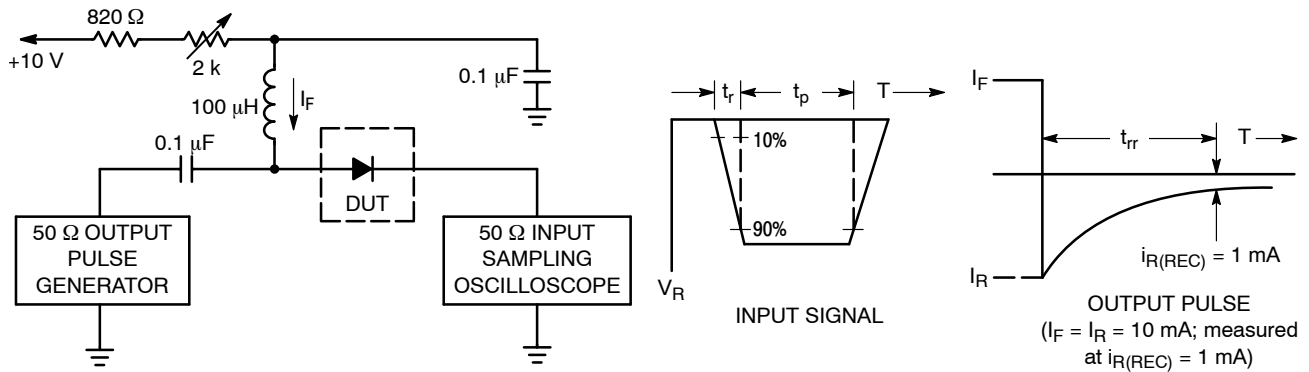 820 Ω
+10 V
2 k
100 μH
I_F
0.1 μF
0.1 μF
DUT
50 Ω OUTPUT
PULSE
GENERATOR
50 Ω INPUT
SAMPLING
OSCILLOSCOPE
t_r
t_p
T
10%
90%
V_R
INPUT SIGNAL
I_F
t_rr
T
I_R
i_R(REC) = 1 mA
OUTPUT PULSE
(I_F = I_R = 10 mA; measured
at i_R(REC) = 1 mA)